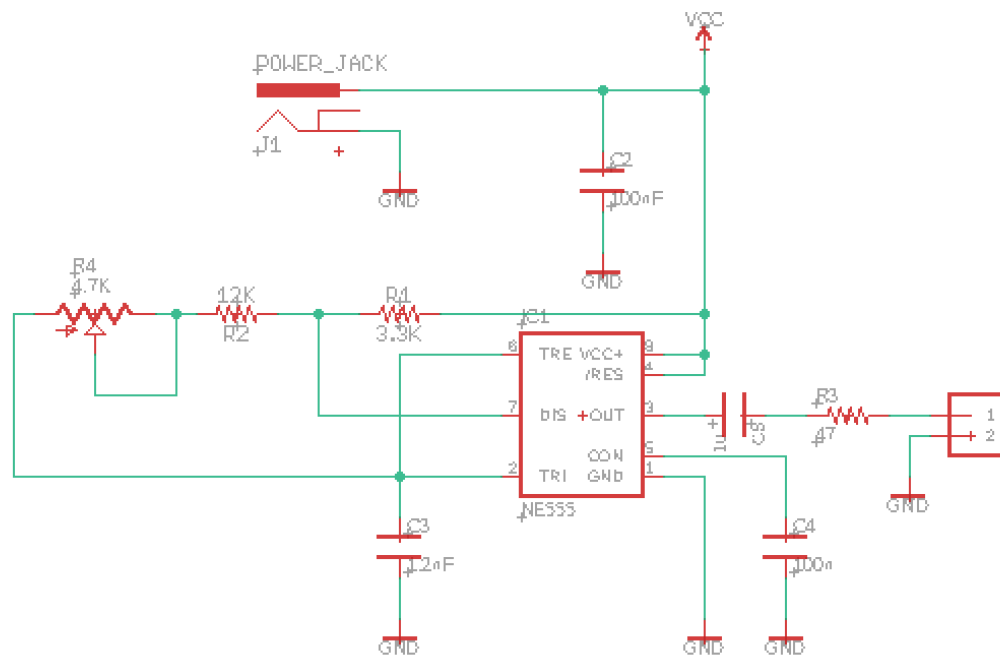 VCC
POWER_JACK
J1
GND
C2
100nF
GND
R4
4.7K
12K
R2
R1
3.3K
IC1
6 TRE VCC+ 8
/RES 4
7 DIS OUT 3
CON 5
2 TRI GND 1
NE555
R3
47
1
2
GND
C3
12nF
GND
GND
C4
100n
GND